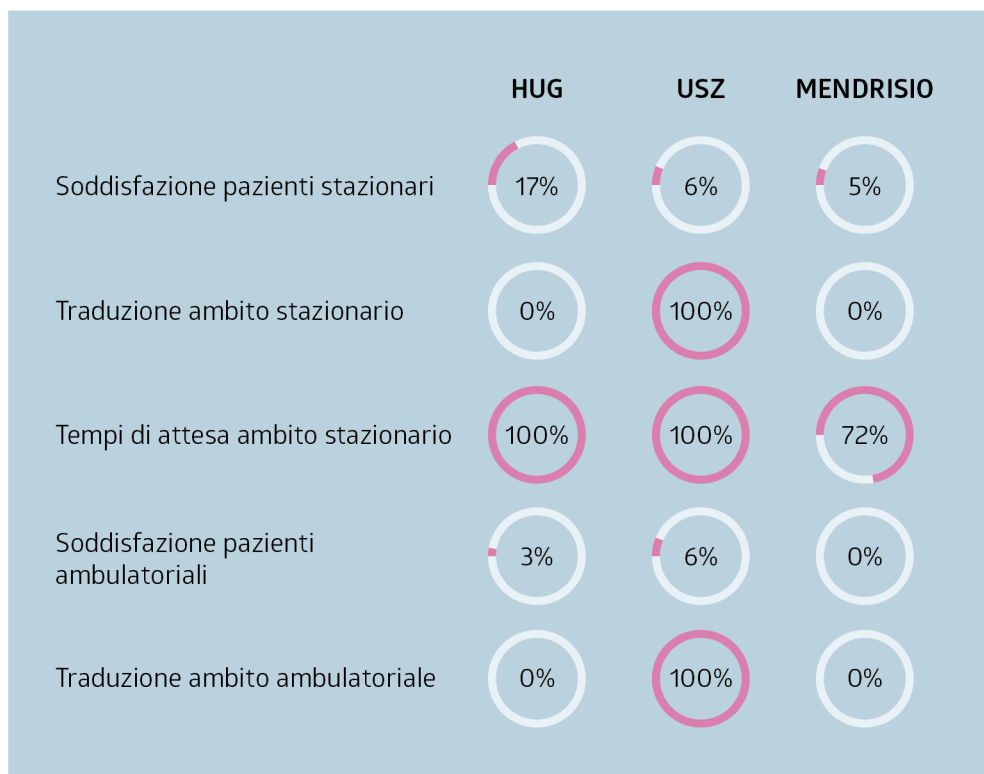 HUG USZ MENDRISIO
Soddisfazione pazienti stazionari 17% 6% 5%
Traduzione ambito stazionario 0% 100% 0%
Tempi di attesa ambito stazionario 100% 100% 72%
Soddisfazione pazienti
ambulatoriali 3% 6% 0%
Traduzione ambito ambulatoriale 0% 100% 0%